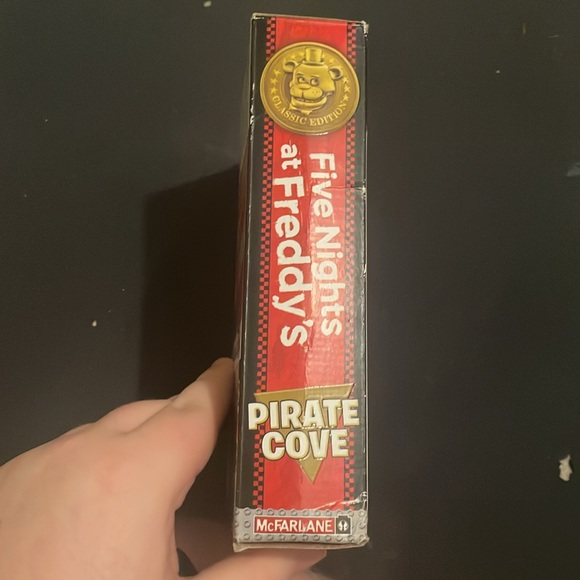 CLASSIC EDITION
Five Nights
at Freddy's
PIRATE
COVE
McFARLANE